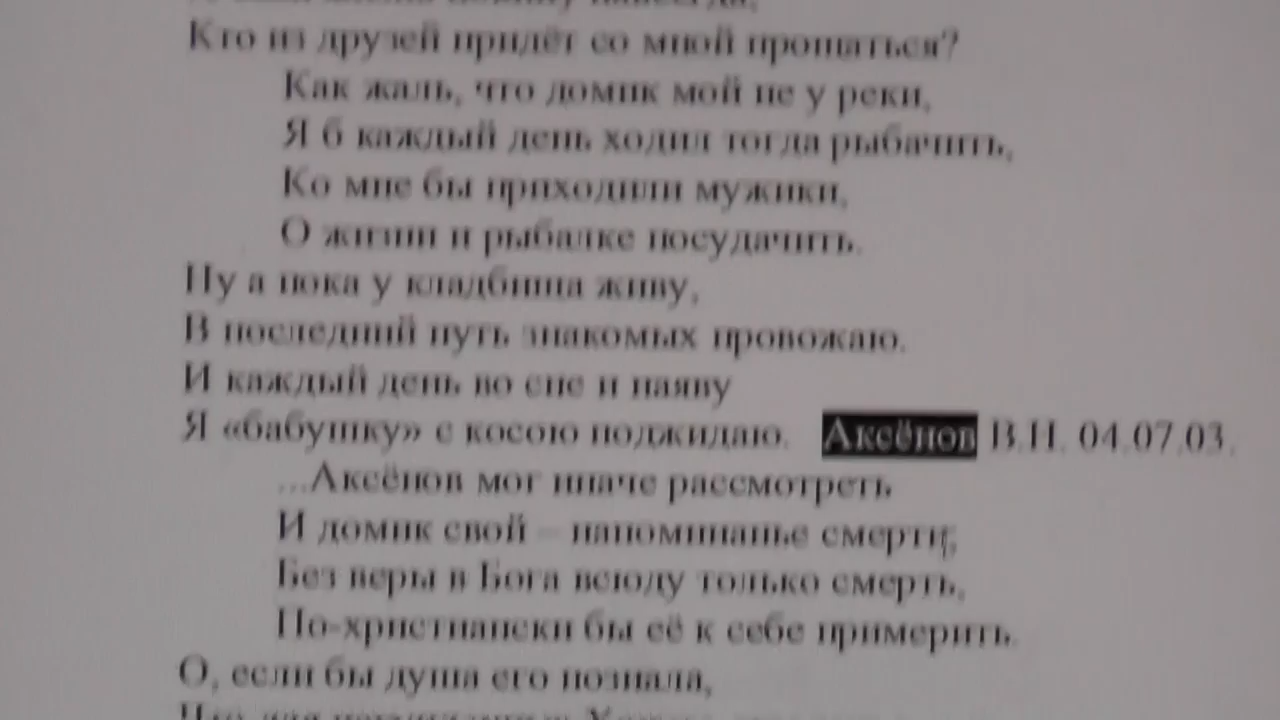 Кто из друзей придёт со мной прощаться?
Как жаль, что домик мой не у реки,
Я б каждый день ходил тогда рыбачить,
Ко мне бы приходили мужики,
О жизни и рыбалке посудачить.
Ну а пока у кладбища живу,
В последний путь знакомых провожаю.
И каждый день во сне и наяву
Я «бабушку» с косою поджидаю. Аксёнов В.Н. 04.07.03.
...Аксёнов мог иначе рассмотреть
И домик свой – напоминанье смерти;
Без веры в Бога всюду только смерть,
По-христиански бы её к себе примерить.
О, если бы душа его познала,